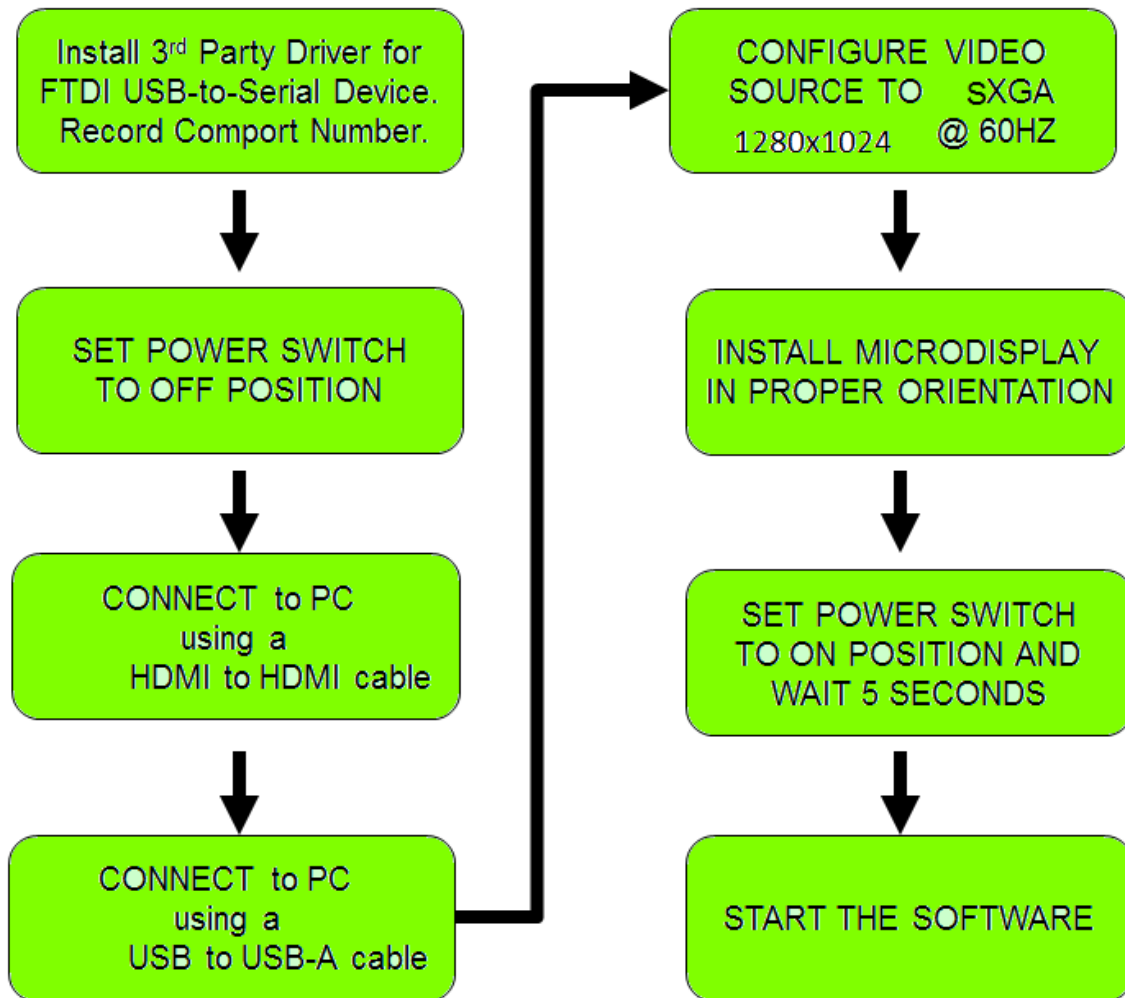 Install 3rd Party Driver for
FTDI USB-to-Serial Device.
Record Comport Number.
SET POWER SWITCH
TO OFF POSITION
CONNECT to PC
using a
HDMI to HDMI cable
CONNECT to PC
using a
USB to USB-A cable
CONFIGURE VIDEO
SOURCE TO sXGA
1280x1024 @ 60HZ
INSTALL MICRODISPLAY
IN PROPER ORIENTATION
SET POWER SWITCH
TO ON POSITION AND
WAIT 5 SECONDS
START THE SOFTWARE